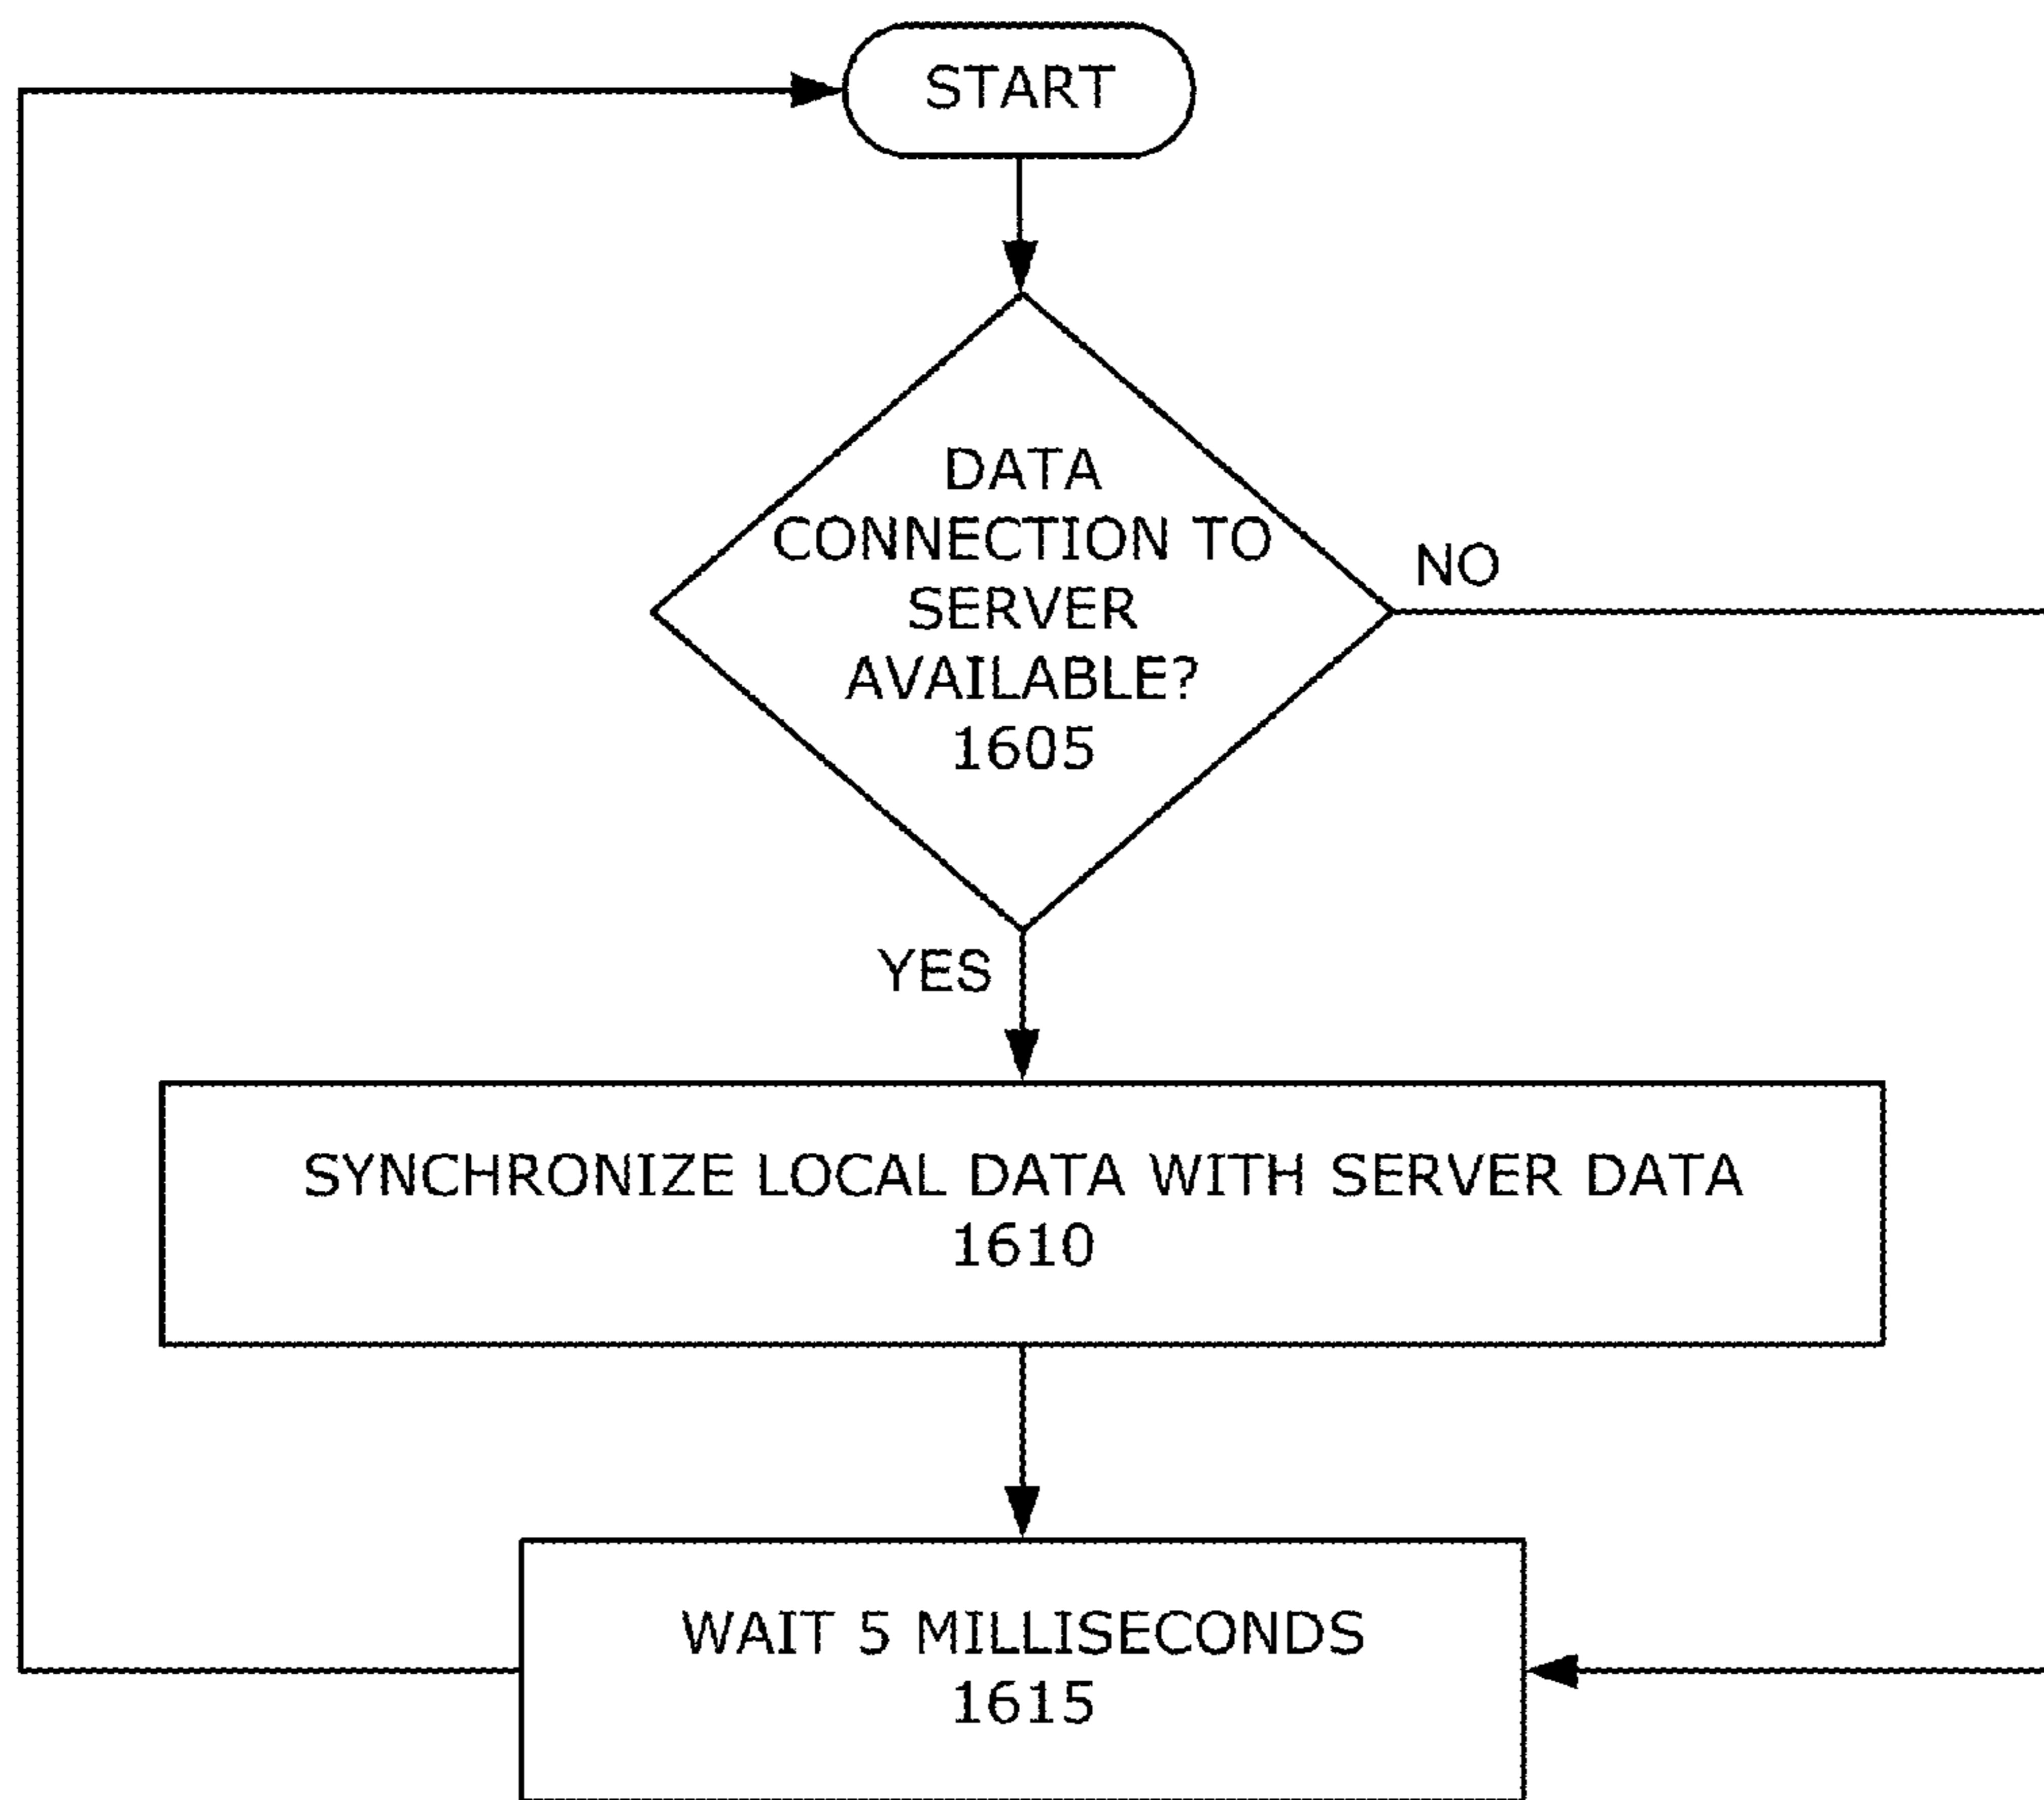 START
DATA
CONNECTION TO
SERVER
AVAILABLE?
1605
NO
YES
SYNCHRONIZE LOCAL DATA WITH SERVER DATA
1610
WAIT 5 MILLISECONDS
1615